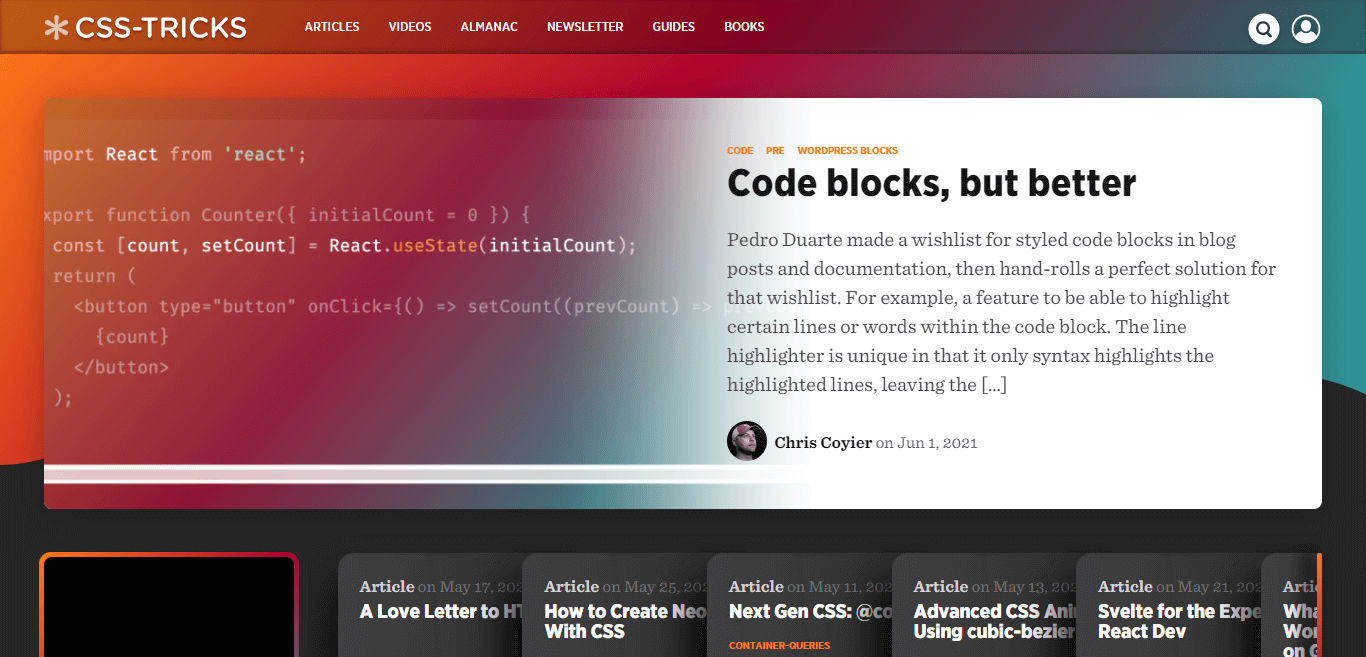 CSS-TRICKS
ARTICLES VIDEOS ALMANAC NEWSLETTER GUIDES BOOKS
mport React from 'react';
xport function Counter({ initialCount = 0 }) {
const [count, setCount] = React.useState(initialCount);
return (
<button type="button" onClick={() => setCount((prevCount) =>
{count}
</button>
);
CODE PRE WORDPRESS BLOCKS
Code blocks, but better
Pedro Duarte made a wishlist for styled code blocks in blog
posts and documentation, then hand-rolls a perfect solution for
that wishlist. For example, a feature to be able to highlight
certain lines or words within the code block. The line
highlighter is unique in that it only syntax highlights the
highlighted lines, leaving the [...]
Chris Coyier on Jun 1, 2021
Article on May 17, 202
A Love Letter to HT
Article on May 25, 202
How to Create Neo
With CSS
Article on May 11, 202
Next Gen CSS: @co
CONTAINER-QUERIES
Article on May 13, 202
Advanced CSS Ani
Using cubic-bezier
Article on May 21, 202
Svelte for the Expe
React Dev
Arti
Wha
Wor
on G